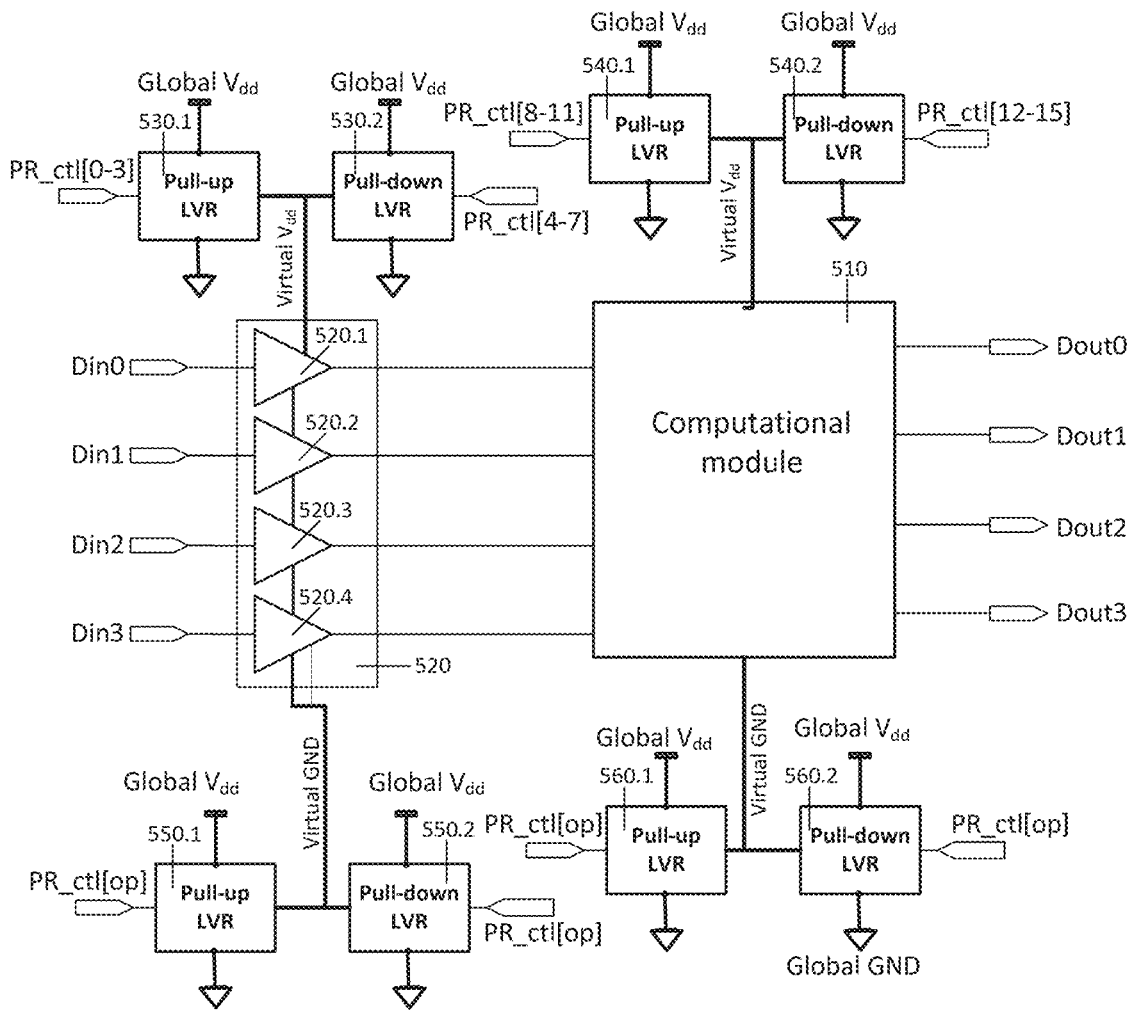 Global Vdd
Global Vdd
540.1
540.2
GLobal Vdd
Global Vdd
PR_ctl[8-11]
Pull-up
LVR
Pull-down
LVR
PR_ctl[12-15]
530.1
530.2
PR_ctl[0-3]
Pull-up
LVR
Pull-down
LVR
PR_ctl[4-7]
Virtual Vdd
Virtual Vdd
510
Din0
520.1
Dout0
Din1
520.2
Computational
module
Dout1
Din2
520.3
Dout2
Din3
520.4
Dout3
520
Virtual GND
Virtual GND
Global Vdd
Global Vdd
Global Vdd
Global Vdd
560.1
560.2
PR_ctl[op]
Pull-up
LVR
Pull-down
LVR
PR_ctl[op]
550.1
550.2
PR_ctl[op]
Pull-up
LVR
Pull-down
LVR
PR_ctl[op]
Global GND